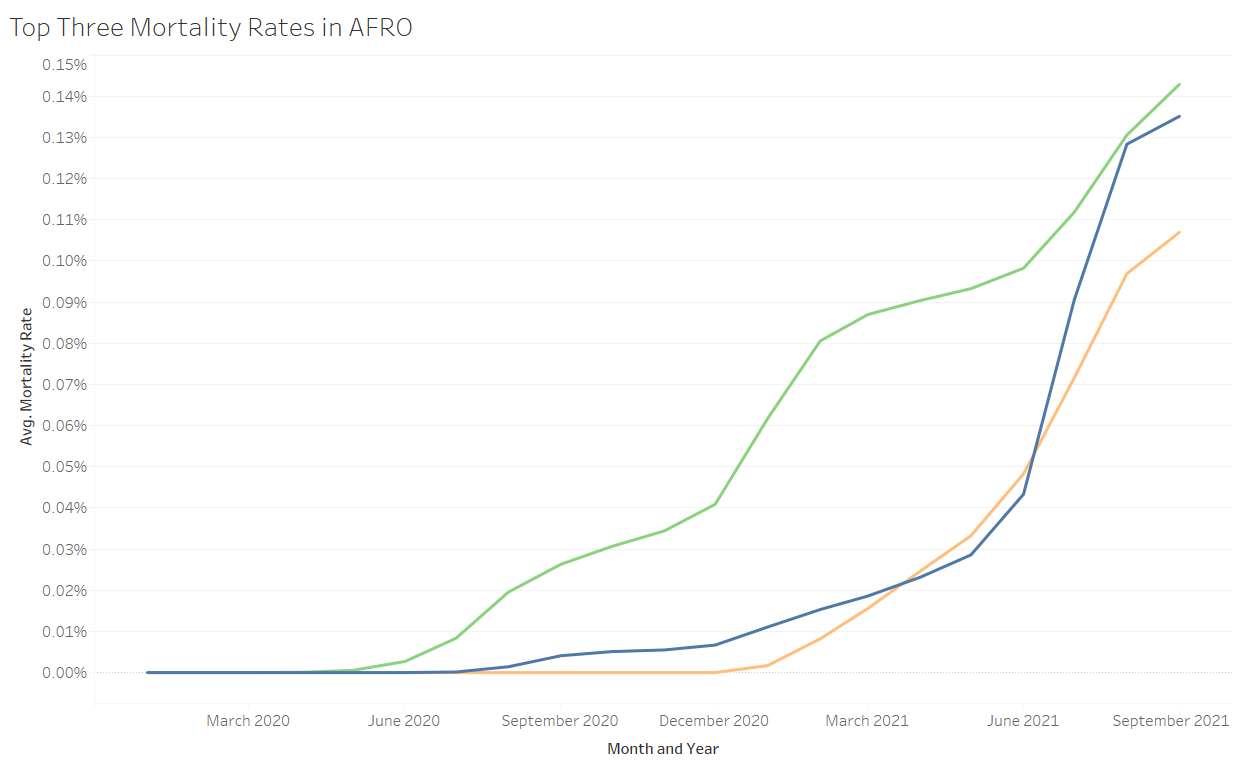 Top Three Mortality Rates in AFRO
0.15%
0.14%
0.13%
0.12%
0.11%
0.10%
0.09%
0.08%
0.07%
0.06%
0.05%
0.04%
0.03%
0.02%
0.01%
0.00%
Avg. Mortality Rate
March 2020
June 2020
September 2020
December 2020
March 2021
June 2021
September 2021
Month and Year